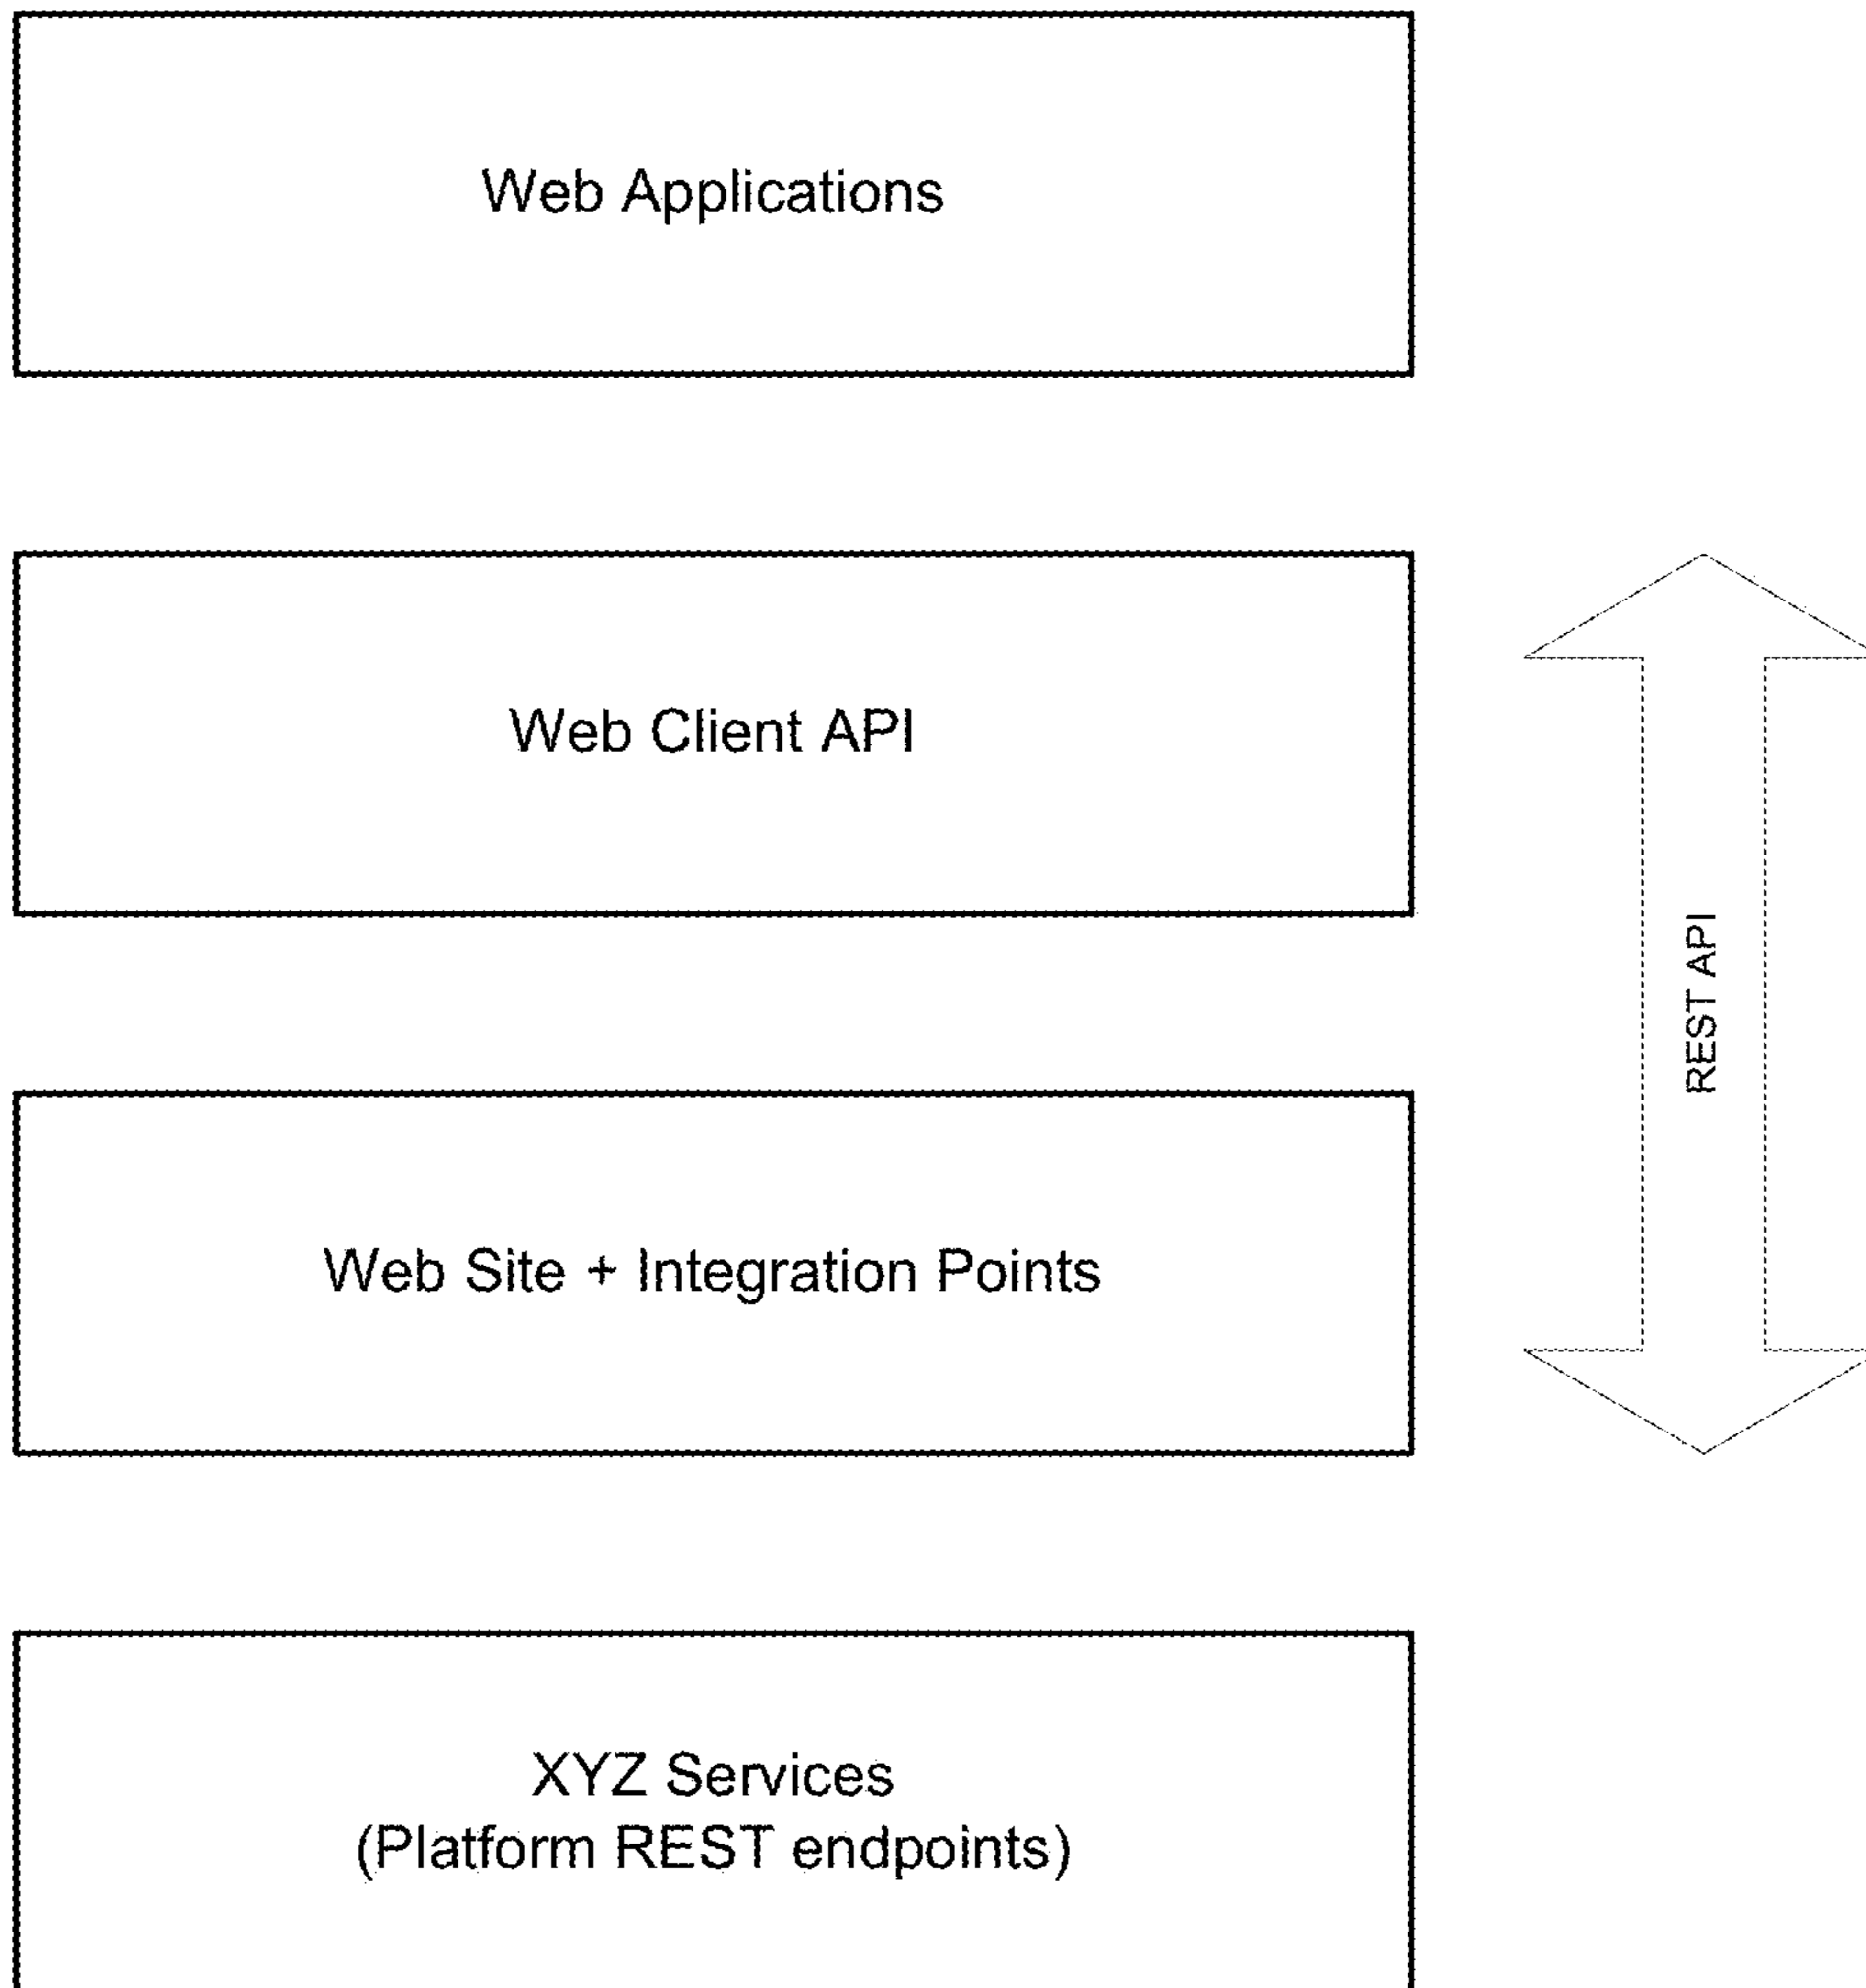 Web Applications
Web Client API
REST API
Web Site + Integration Points
XYZ Services
(Platform REST endpoints)